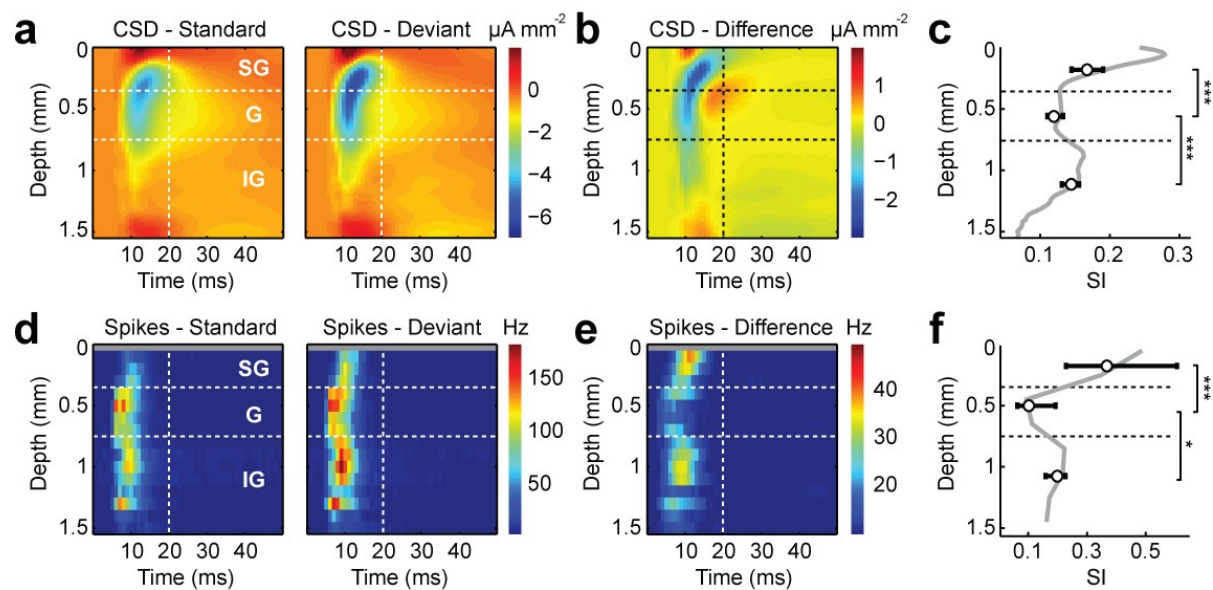 a
CSD - Standard
CSD - Deviant
µA mm⁻²
b
CSD - Difference
µA mm⁻²
c
Depth (mm)
0
0.5
1
1.5
SG
G
IG
10 20 30 40
Time (ms)
10 20 30 40
Time (ms)
0
−2
−4
−6
Depth (mm)
0
0.5
1
1.5
10 20 30 40
Time (ms)
1
0
−1
−2
Depth (mm)
0
0.5
1
1.5
***
***
0.1 0.2 0.3
SI
d
Spikes - Standard
Spikes - Deviant
Hz
e
Spikes - Difference
Hz
f
Depth (mm)
0
0.5
1
1.5
SG
G
IG
10 20 30 40
Time (ms)
10 20 30 40
Time (ms)
150
100
50
Depth (mm)
0
0.5
1
1.5
10 20 30 40
Time (ms)
40
30
20
Depth (mm)
0
0.5
1
1.5
***
*
0.1 0.3 0.5
SI